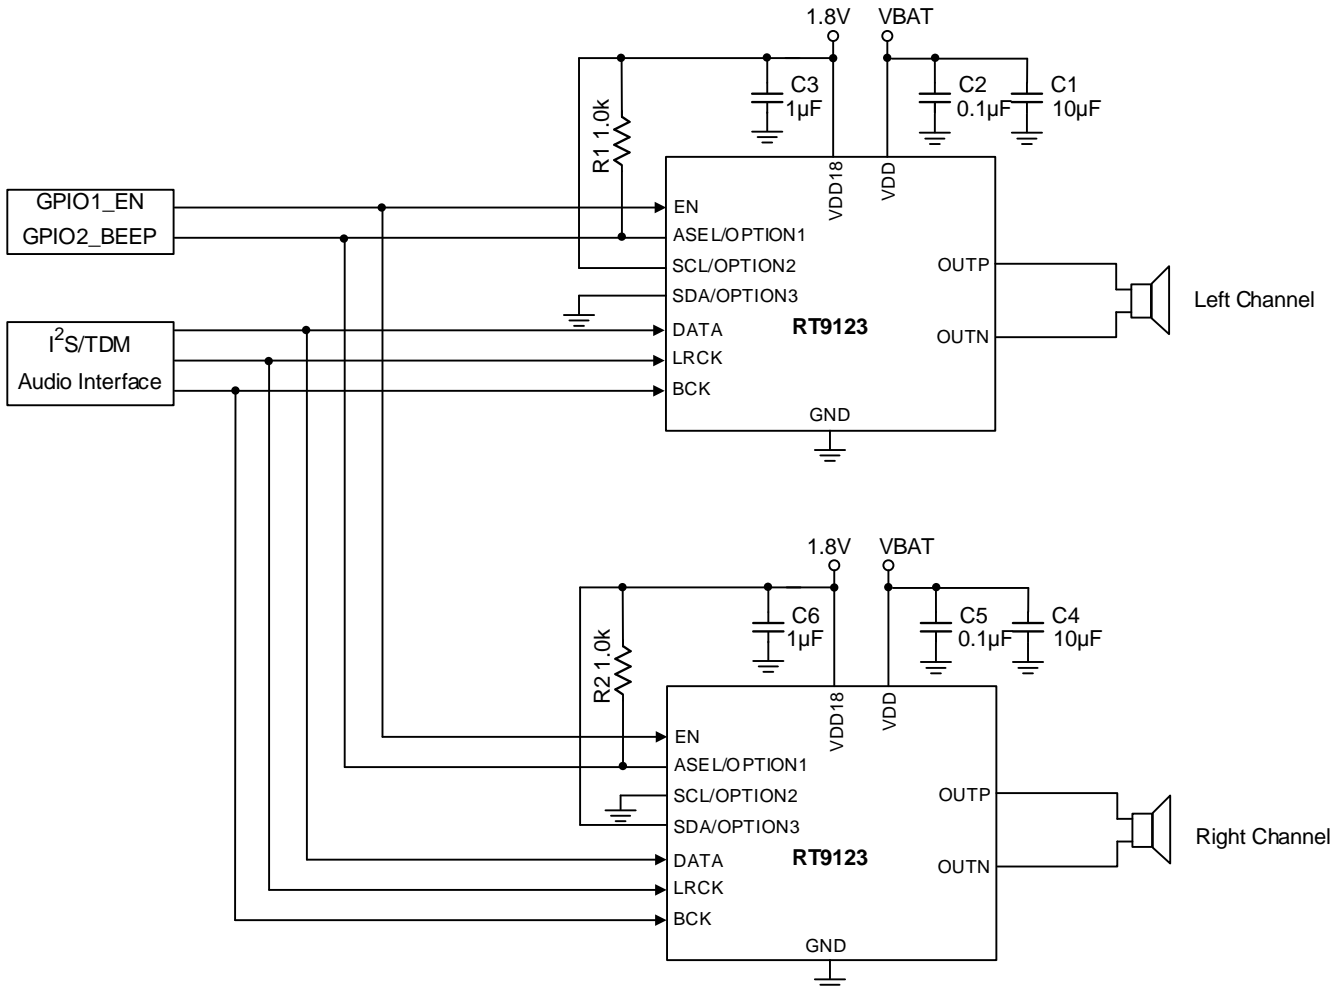 1.8V VBAT
C3
1µF
C2
0.1µF
C1
10µF
R1 1.0k
VDD18
VDD
GPIO1_EN
GPIO2_BEEP
EN
ASEL/OPTION1
SCL/OPTION2
SDA/OPTION3
DATA
LRCK
BCK
RT9123
OUTP
OUTN
GND
Left Channel
I²S/TDM
Audio Interface
1.8V VBAT
C6
1µF
C5
0.1µF
C4
10µF
R2 1.0k
VDD18
VDD
EN
ASEL/OPTION1
SCL/OPTION2
SDA/OPTION3
DATA
LRCK
BCK
RT9123
OUTP
OUTN
GND
Right Channel